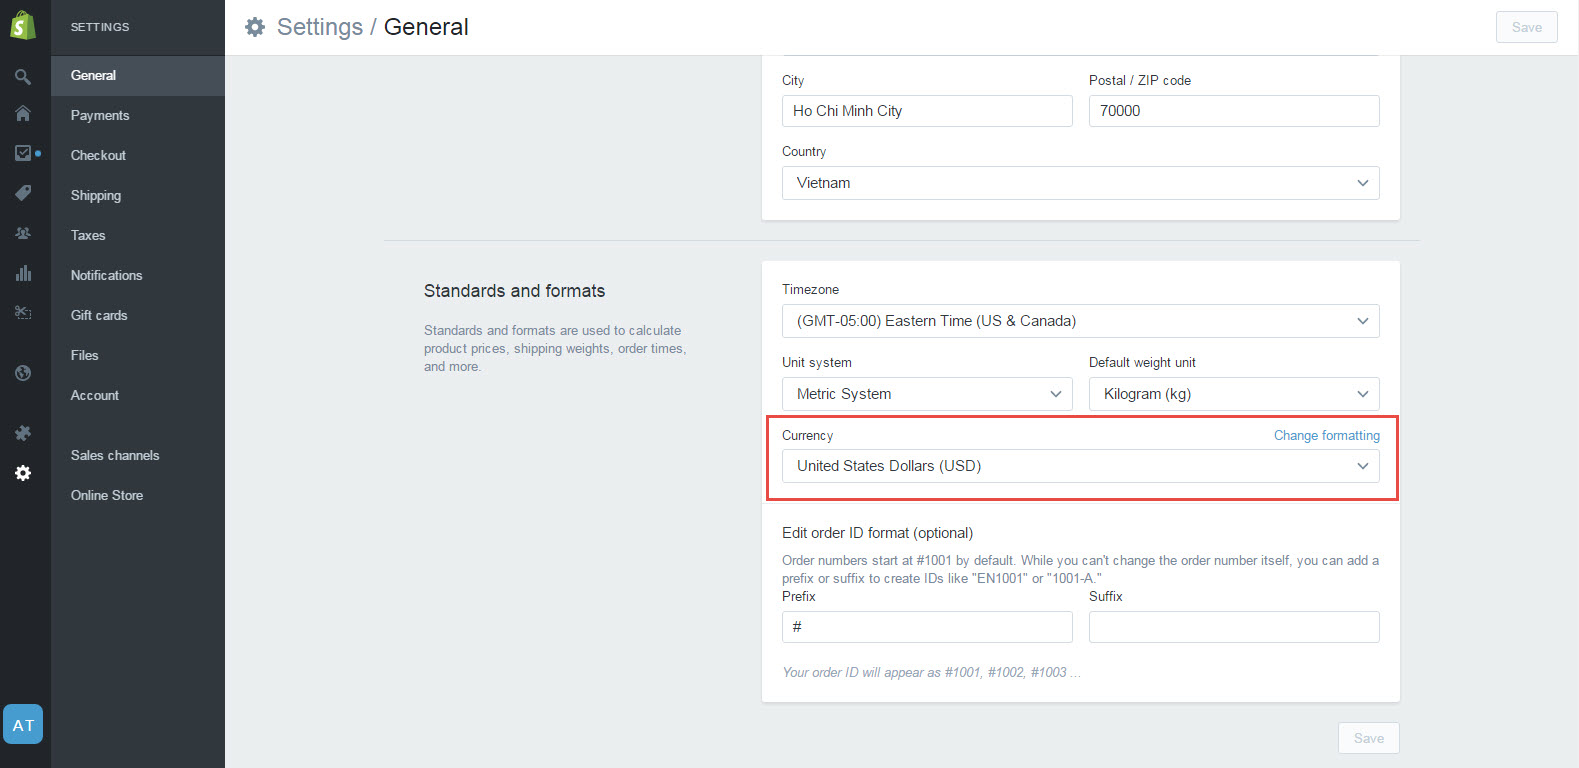 SETTINGS
Settings / General
Save
General
Payments
Checkout
Shipping
Taxes
Notifications
Gift cards
Files
Account
Sales channels
Online Store
AT
City
Postal / ZIP code
Ho Chi Minh City
70000
Country
Vietnam
Standards and formats
Standards and formats are used to calculate
product prices, shipping weights, order times,
and more.
Timezone
(GMT-05:00) Eastern Time (US & Canada)
Unit system
Default weight unit
Metric System
Kilogram (kg)
Currency
Change formatting
United States Dollars (USD)
Edit order ID format (optional)
Order numbers start at #1001 by default. While you can't change the order number itself, you can add a
prefix or suffix to create IDs like "EN1001" or "1001-A."
Prefix
Suffix
#
Your order ID will appear as #1001, #1002, #1003 ...
Save